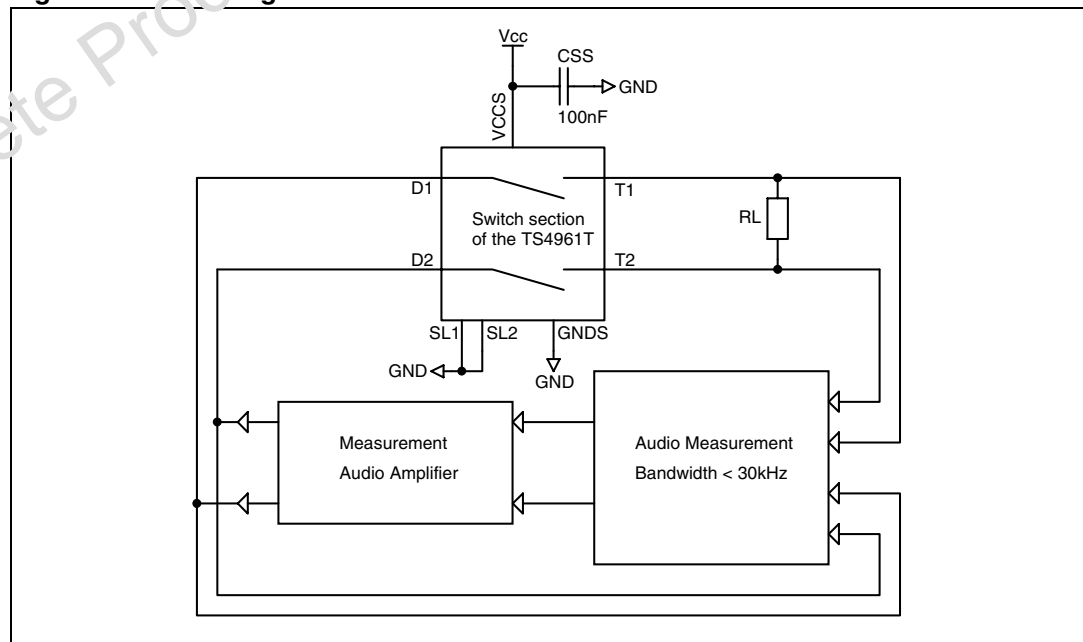 Vcc
CSS
GND
100nF
VCCS
D1
T1
RL
Switch section
of the TS4961T
D2
T2
SL1
SL2
GNDS
GND
GND
Measurement
Audio Amplifier
Audio Measurement
Bandwidth < 30kHz